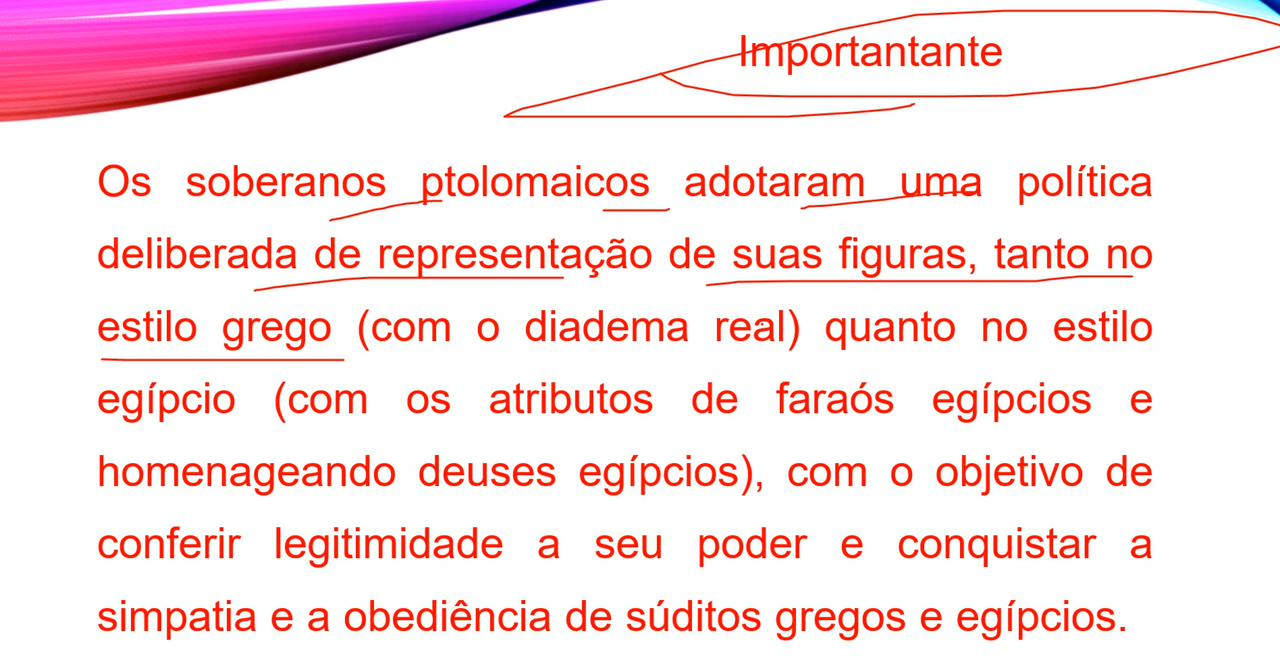 Importantante
Os soberanos ptolomaicos adotaram uma política
deliberada de representação de suas figuras, tanto no
estilo grego (com o diadema real) quanto no estilo
egípcio (com os atributos de faraós egípcios e
homenageando deuses egípcios), com o objetivo de
conferir legitimidade a seu poder e conquistar a
simpatia e a obediência de súditos gregos e egípcios.